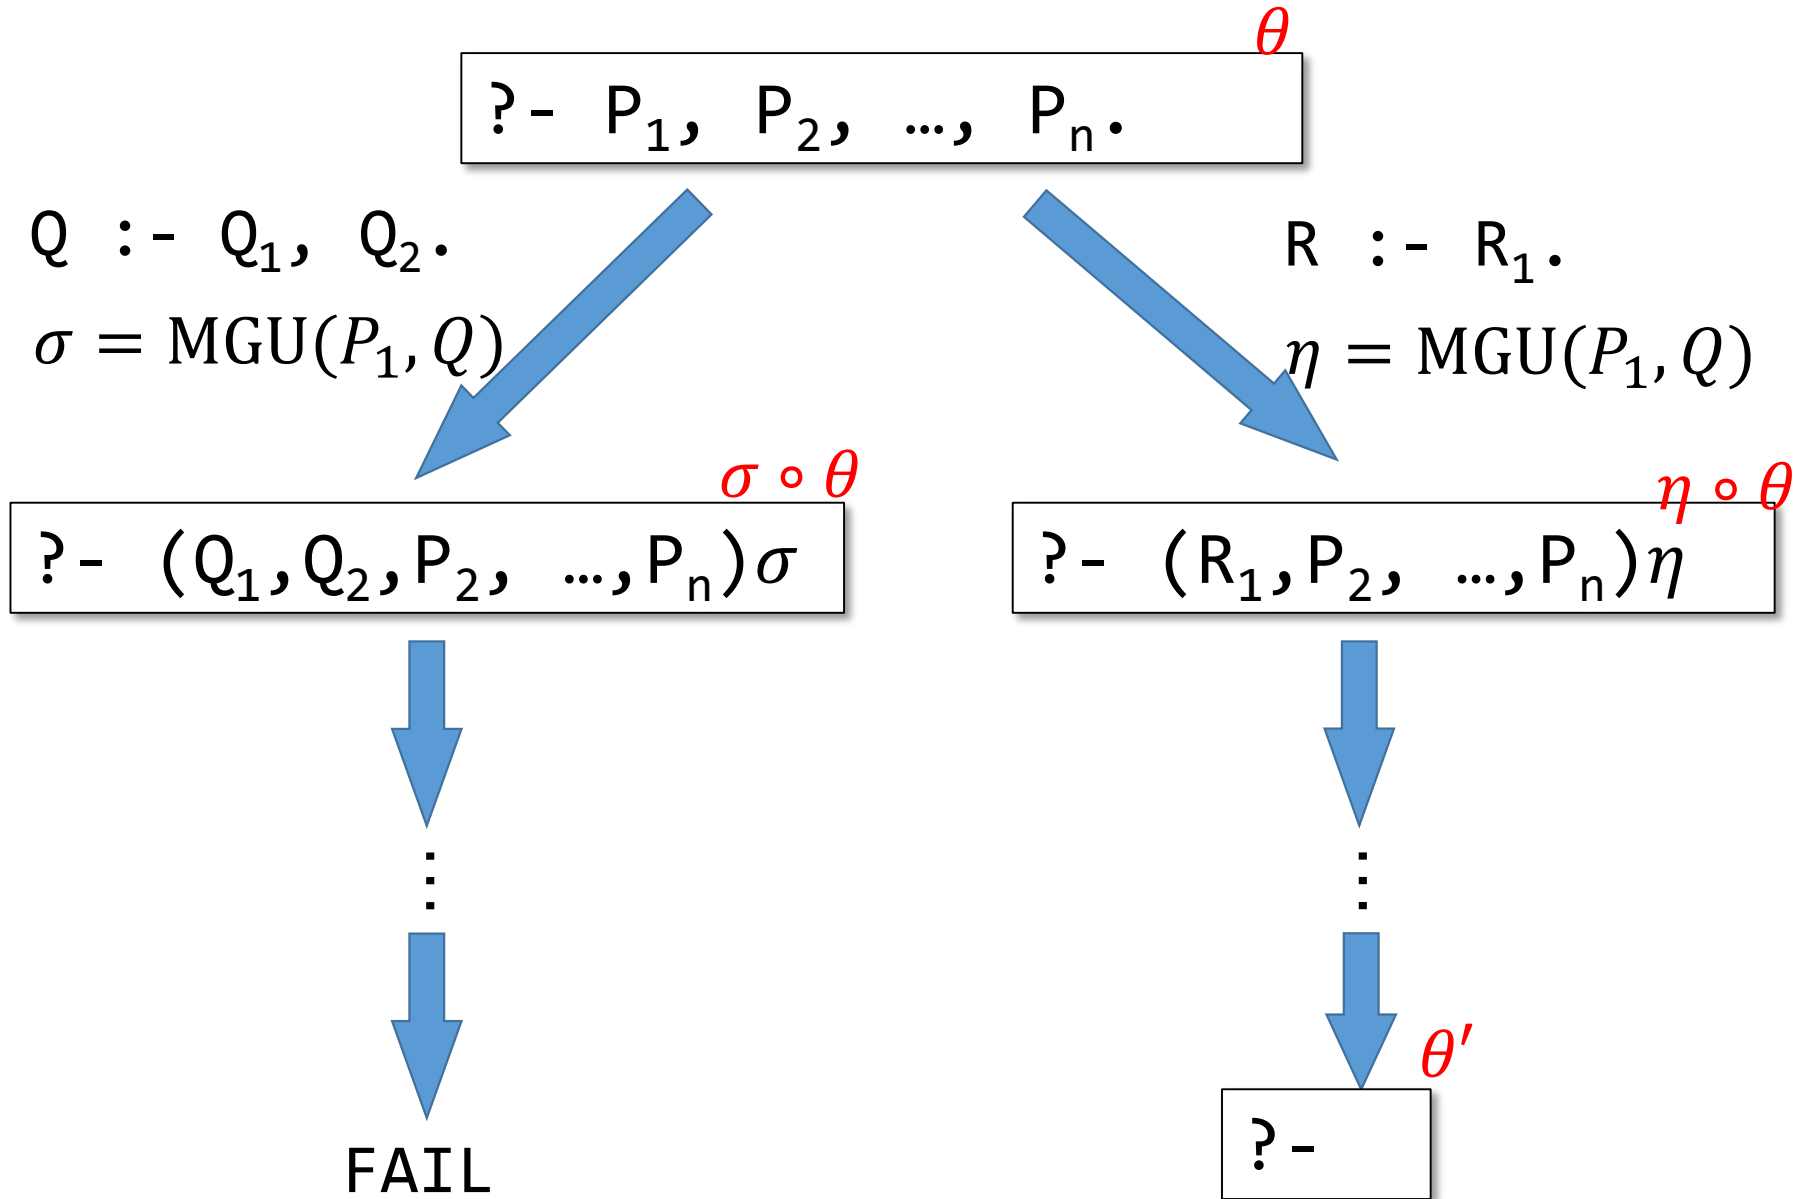 θ
?- P₁, P₂, …, Pₙ.
Q :- Q₁, Q₂.
σ = MGU(P₁, Q)
R :- R₁.
η = MGU(P₁, Q)
σ ∘ θ
?- (Q₁,Q₂,P₂, …,Pₙ)σ
η ∘ θ
?- (R₁,P₂, …,Pₙ)η
⋮
⋮
FAIL
θ′
?-